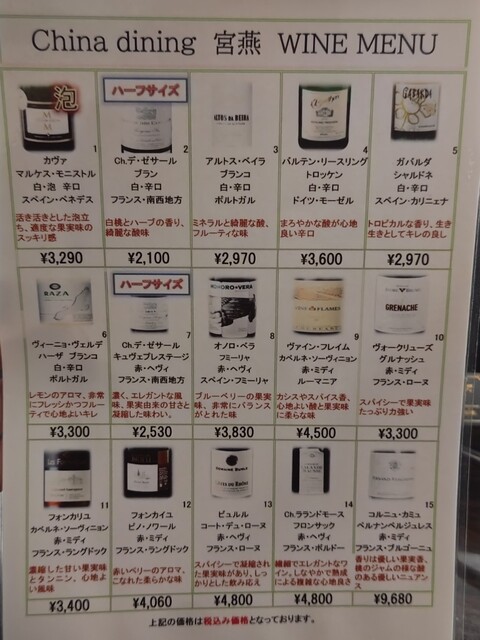 China dining 宮燕 WINE MENU
泡
1
カヴァ
マルケス・モニストル
白・泡 辛口
スペイン・ペネデス
活き活きとした泡立
ち、適度な果実味の
スッキリ感
¥3,290
ハーフサイズ
2
Ch.デ・ゼサール
ブラン
白・辛口
フランス・南西地方
白桃とハーブの香り、
綺麗な酸味
¥2,100
3
アルトス・ベイラ
ブランコ
白・辛口
ポルトガル
ミネラルと綺麗な酸、
フルーティな味
¥2,970
4
バルテン・リースリング
トロッケン
白・辛口
ドイツ・モーゼル
まろやかな酸が心地
良い辛口
¥3,600
5
ガバルダ
シャルドネ
白・辛口
スペイン・カリニェナ
トロピカルな香り、生き
生きとしてキレの良し
¥2,970
BAZA
6
ヴィーニョ・ヴェルデ
ハーザ ブランコ
白・辛口
ポルトガル
レモンのアロマ、非常
にフレッシかつフルー
ティで心地よいキレ
¥3,300
ハーフサイズ
7
Ch.デ・ゼサール
キュヴェプレステージ
赤・ヘヴィ
フランス・南西地方
濃く、エレガントな風
味、果実由来の甘さと
凝縮した味わい。
¥2,530
HONORO・VERA
8
オノロ・ベラ
フミーリャ
赤・ヘヴィ
スペイン・フミーリャ
ブルーベリーの果実
味、非常にバランス
がとれた味
¥3,830
9
ヴァイン・フレイム
カベルネ・ソーヴィニョン
赤・ミディ
ルーマニア
カシスやスパイス香、
心地よい酸と果実味
に柔らな味
¥4,500
GRENACHE
10
ヴォークリューズ
グルナッシュ
赤・ミディ
フランス・ローヌ
スパイシーで果実味
たっぷり力強い
¥3,300
11
フォンカリユ
カベルネ・ソーヴィニョン
赤・ミディ
フランス・ラングドック
濃縮した甘い果実味
とタンニン、心地よ
い風味
¥3,400
12
フォンカイユ
ピノ・ノワール
赤・ミディ
フランス・ラングドック
赤いベリーのアロマ、
こなれた柔らかな味
¥4,060
13
ビュルル
コート・デュ・ローヌ
赤・ヘヴィ
フランス・ローヌ
スパイシーで凝縮され
た果実味があり、しっ
かりとした飲み応え
¥4,800
14
Ch.ラランドモース
フロンサック
赤・ヘヴィ
フランス・ボルドー
繊細でエレガントなワ
イン。しなやかで熟成
による複雑な心地良さ
¥4,800
15
コルニュ・カミュ
ペルナンベルジュレス
赤・ミディ
フランス・ブルゴーニュ
香りは優しい果実香、
桃のジャムの様な酸
のある優しいニュアン
ス
¥9,680
上記の価格は税込み価格となっております。